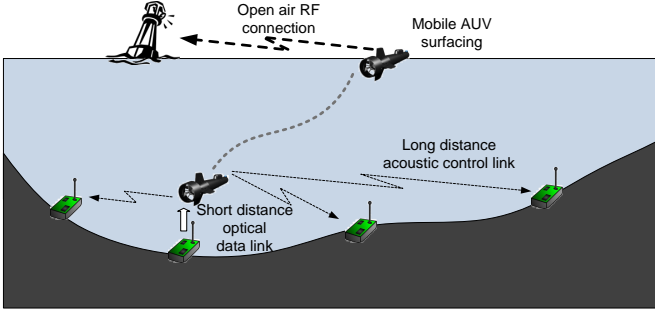 Open air RF
connection
Mobile AUV
surfacing
Long distance
acoustic control link
Short distance
optical
data link